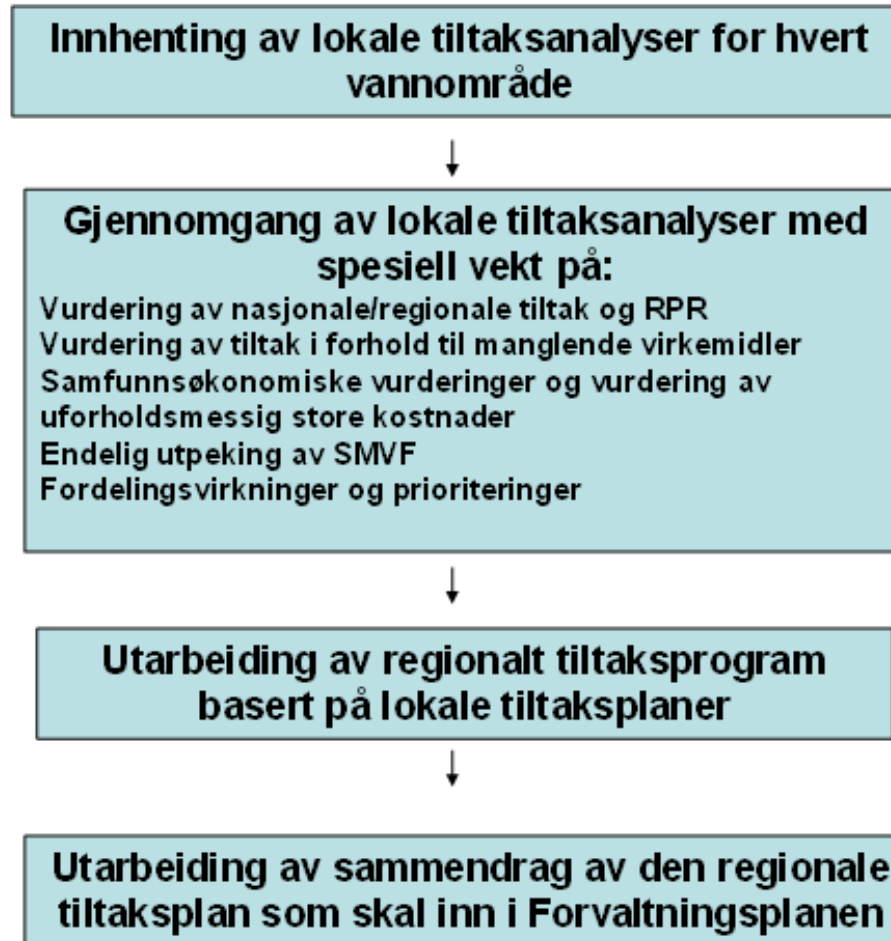 Innhenting av lokale tiltaksanalyser for hvert
vannområde
Gjennomgang av lokale tiltaksanalyser med
spesiell vekt på:
Vurdering av nasjonale/regionale tiltak og RPR
Vurdering av tiltak i forhold til manglende virkemidler
Samfunnsøkonomiske vurderinger og vurdering av
uforholdsmessig store kostnader
Endelig utpeking av SMVF
Fordelingsvirkninger og prioriteringer
Utarbeiding av regionalt tiltaksprogram
basert på lokale tiltaksplaner
Utarbeiding av sammendrag av den regionale
tiltaksplan som skal inn i Forvaltningsplanen